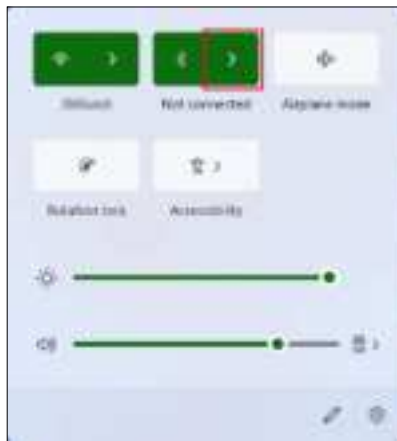 Not connected
Airplane mode
Rotation lock
Accessibility